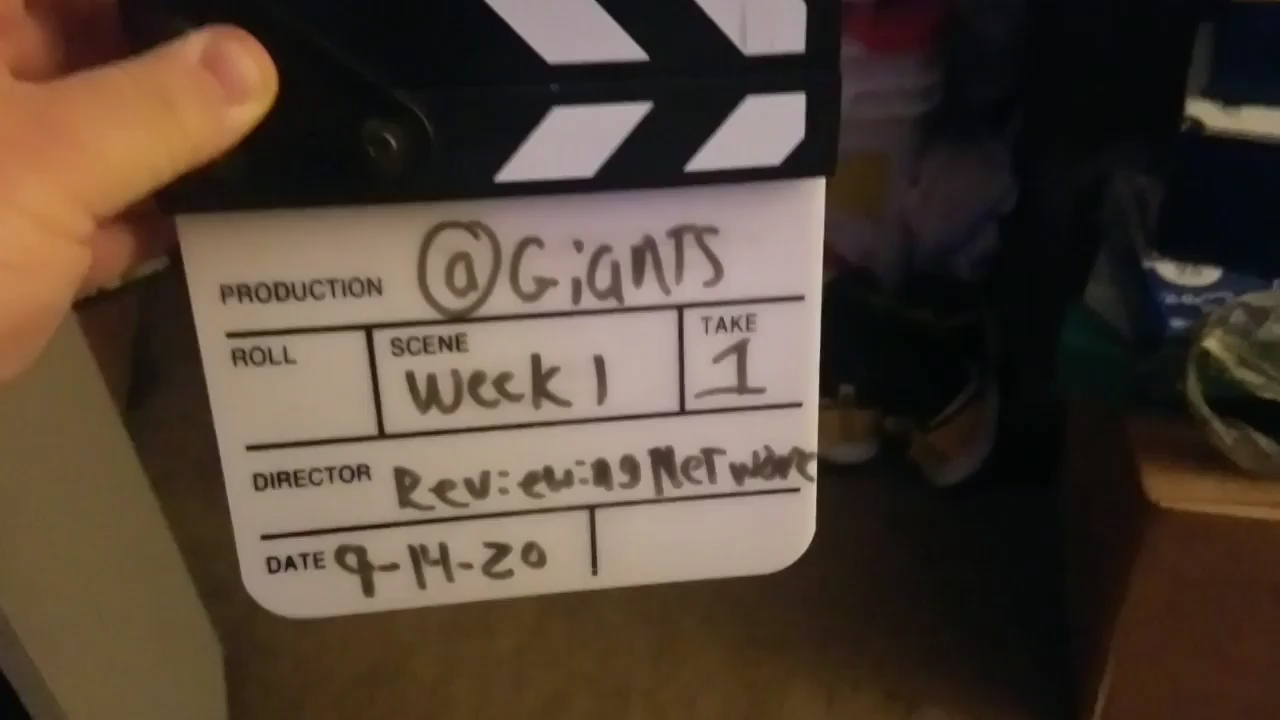 PRODUCTION @GiANTS
ROLL SCENE TAKE
Week 1 1
DIRECTOR Reviewing NeTwork
DATE 9-14-20